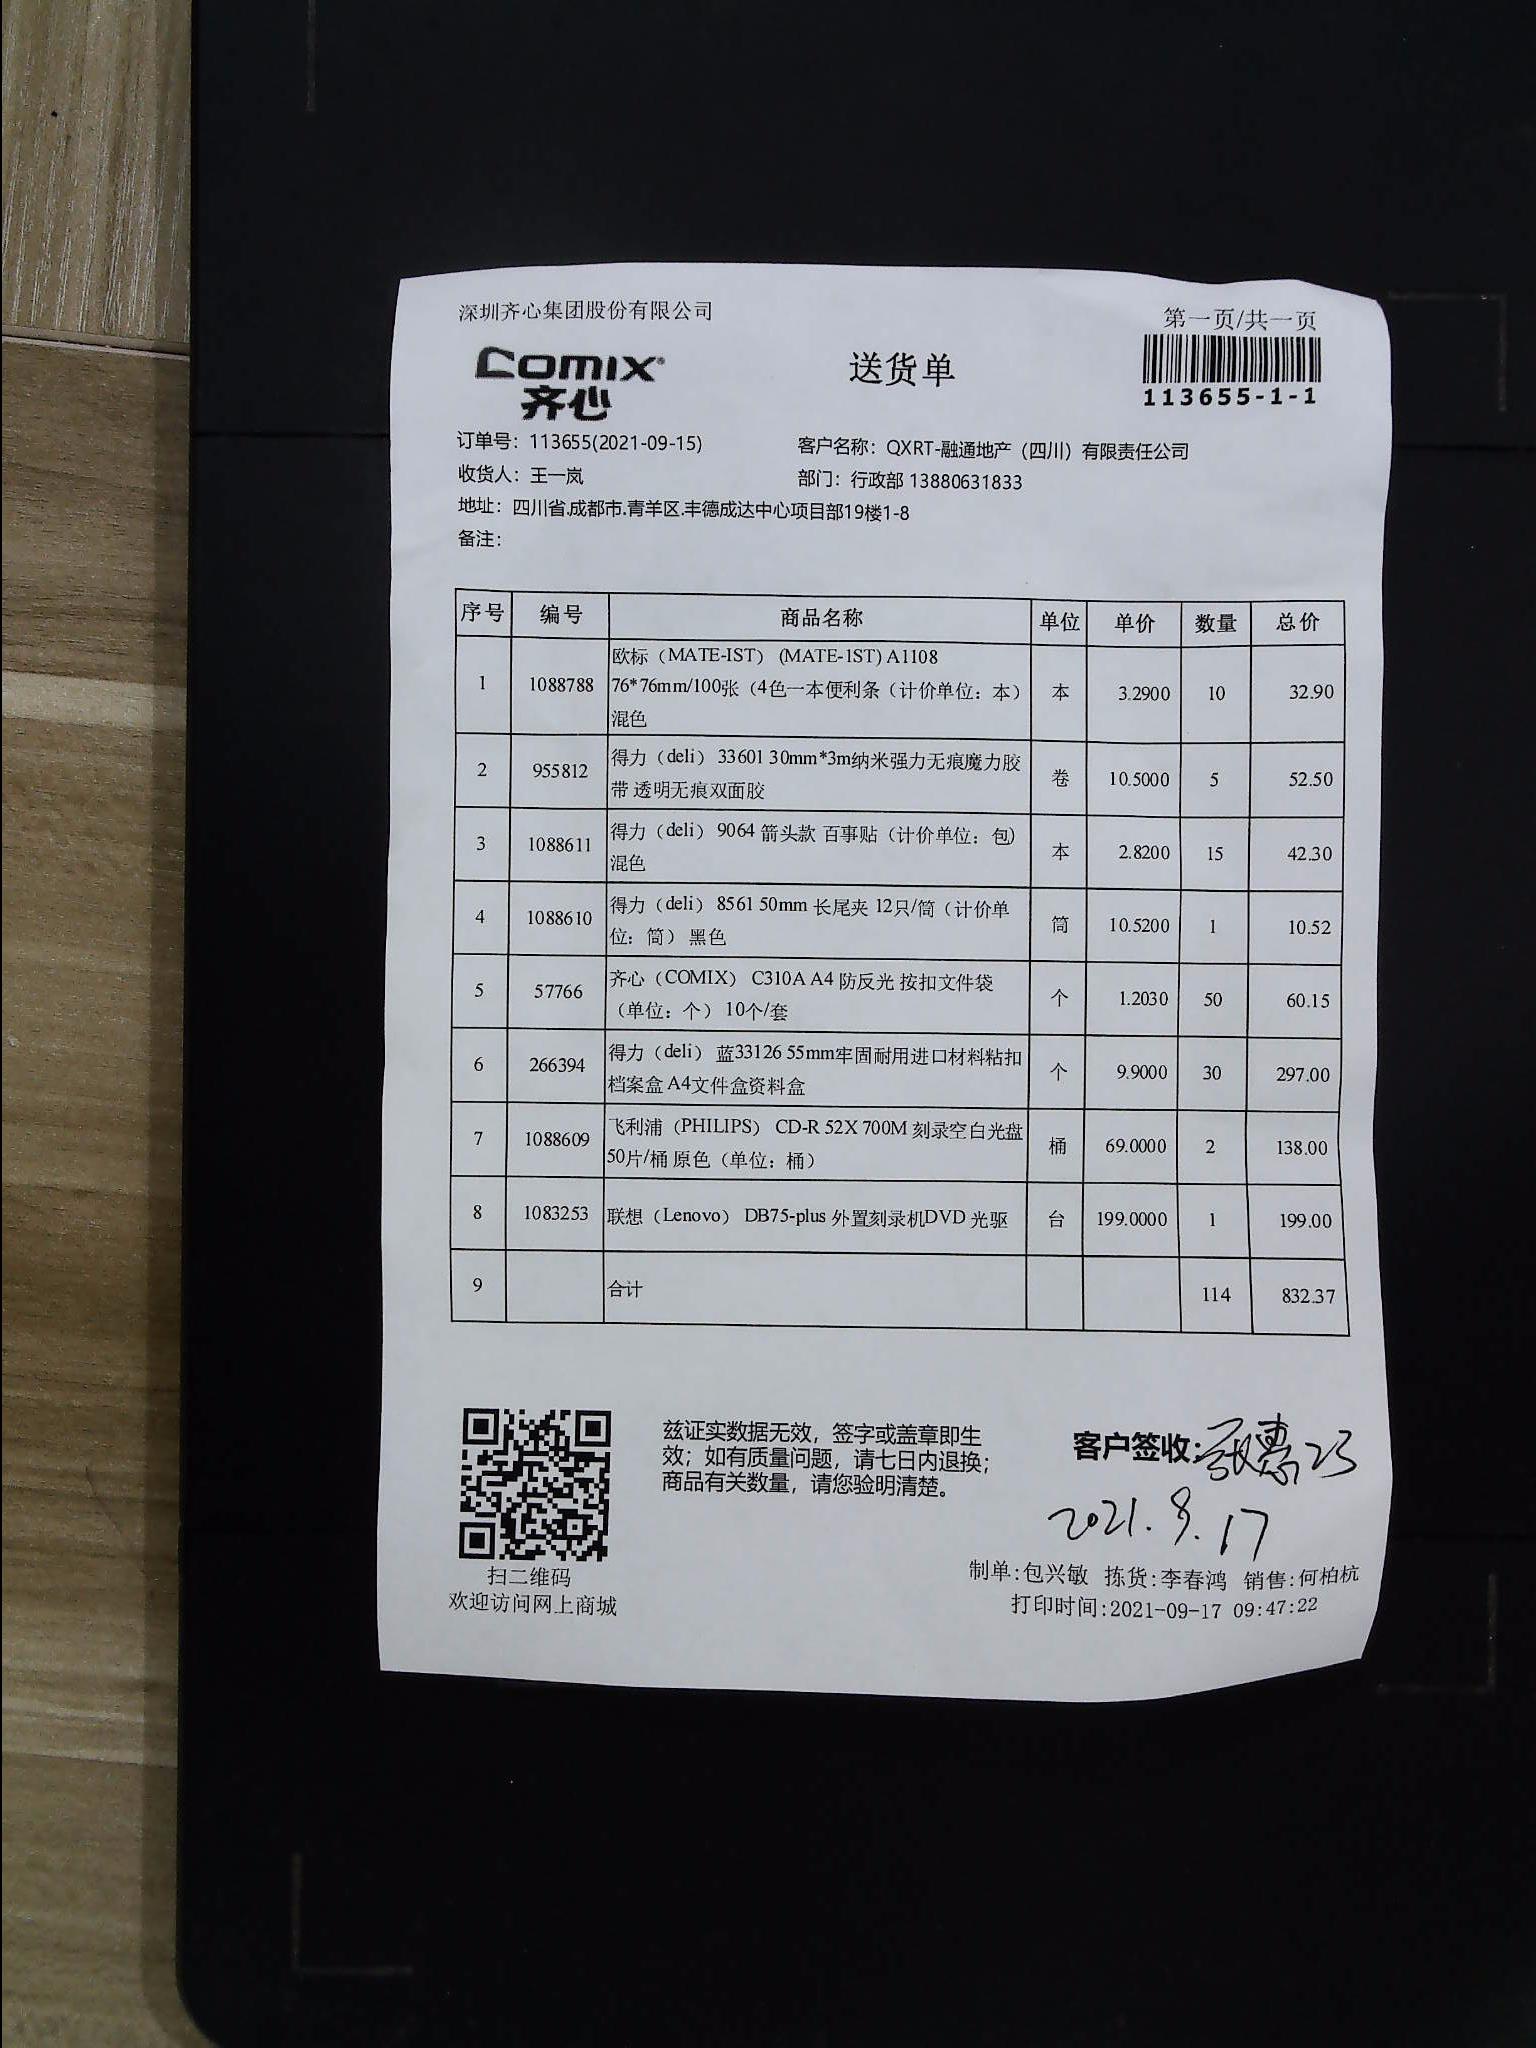 深圳齐心集团股份有限公司
第一页/共一页
COMIX
齐心
送货单
113655-1-1
订单号：113655(2021-09-15)
客户名称：QXRT-融通地产（四川）有限责任公司
收货人：王一岚
部门：行政部 13880631833
地址：四川省.成都市.青羊区.丰德成达中心项目部19楼1-8
备注：
序号 编号 商品名称 单位 单价 数量 总价
1 1088788 欧标（MATE-IST） (MATE-1ST) A1108
76*76mm/100张（4色一本便利条（计价单位：本）
混色 本 3.2900 10 32.90
2 955812 得力（deli） 33601 30mm*3m纳米强力无痕魔力胶
带 透明无痕双面胶 卷 10.5000 5 52.50
3 1088611 得力（deli） 9064 箭头款 百事贴（计价单位：包）
混色 本 2.8200 15 42.30
4 1088610 得力（deli） 8561 50mm 长尾夹 12只/筒（计价单
位：筒） 黑色 筒 10.5200 1 10.52
5 57766 齐心（COMIX） C310A A4 防反光 按扣文件袋
（单位：个） 10个/套 个 1.2030 50 60.15
6 266394 得力（deli） 蓝33126 55mm牢固耐用进口材料粘扣
档案盒 A4文件盒资料盒 个 9.9000 30 297.00
7 1088609 飞利浦（PHILIPS） CD-R 52X 700M 刻录空白光盘
50片/桶 原色（单位：桶） 桶 69.0000 2 138.00
8 1083253 联想（Lenovo） DB75-plus 外置刻录机DVD 光驱 台 199.0000 1 199.00
9 合计 114 832.37
兹证实数据无效，签字或盖章即生
效；如有质量问题，请七日内退换；
商品有关数量，请您验明清楚。
客户签收：
2021.9.17
扫二维码
欢迎访问网上商城
制单:包兴敏 拣货:李春鸿 销售:何柏杭
打印时间:2021-09-17 09:47:22